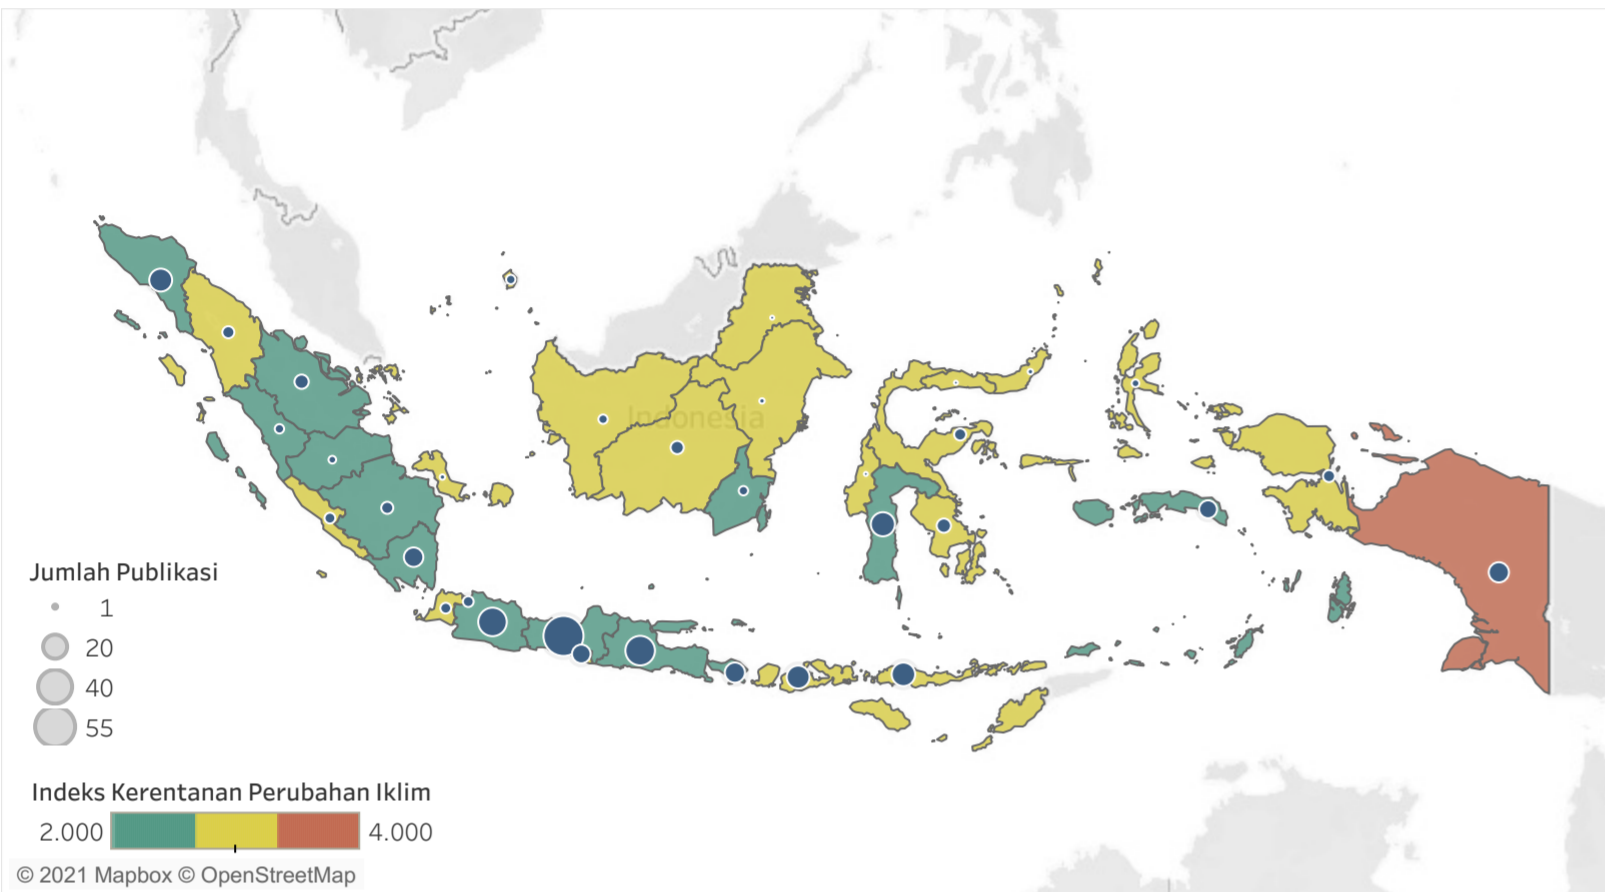 Indonesia
Jumlah Publikasi
1
20
40
55
Indeks Kerentanan Perubahan Iklim
2.000 4.000
© 2021 Mapbox © OpenStreetMap